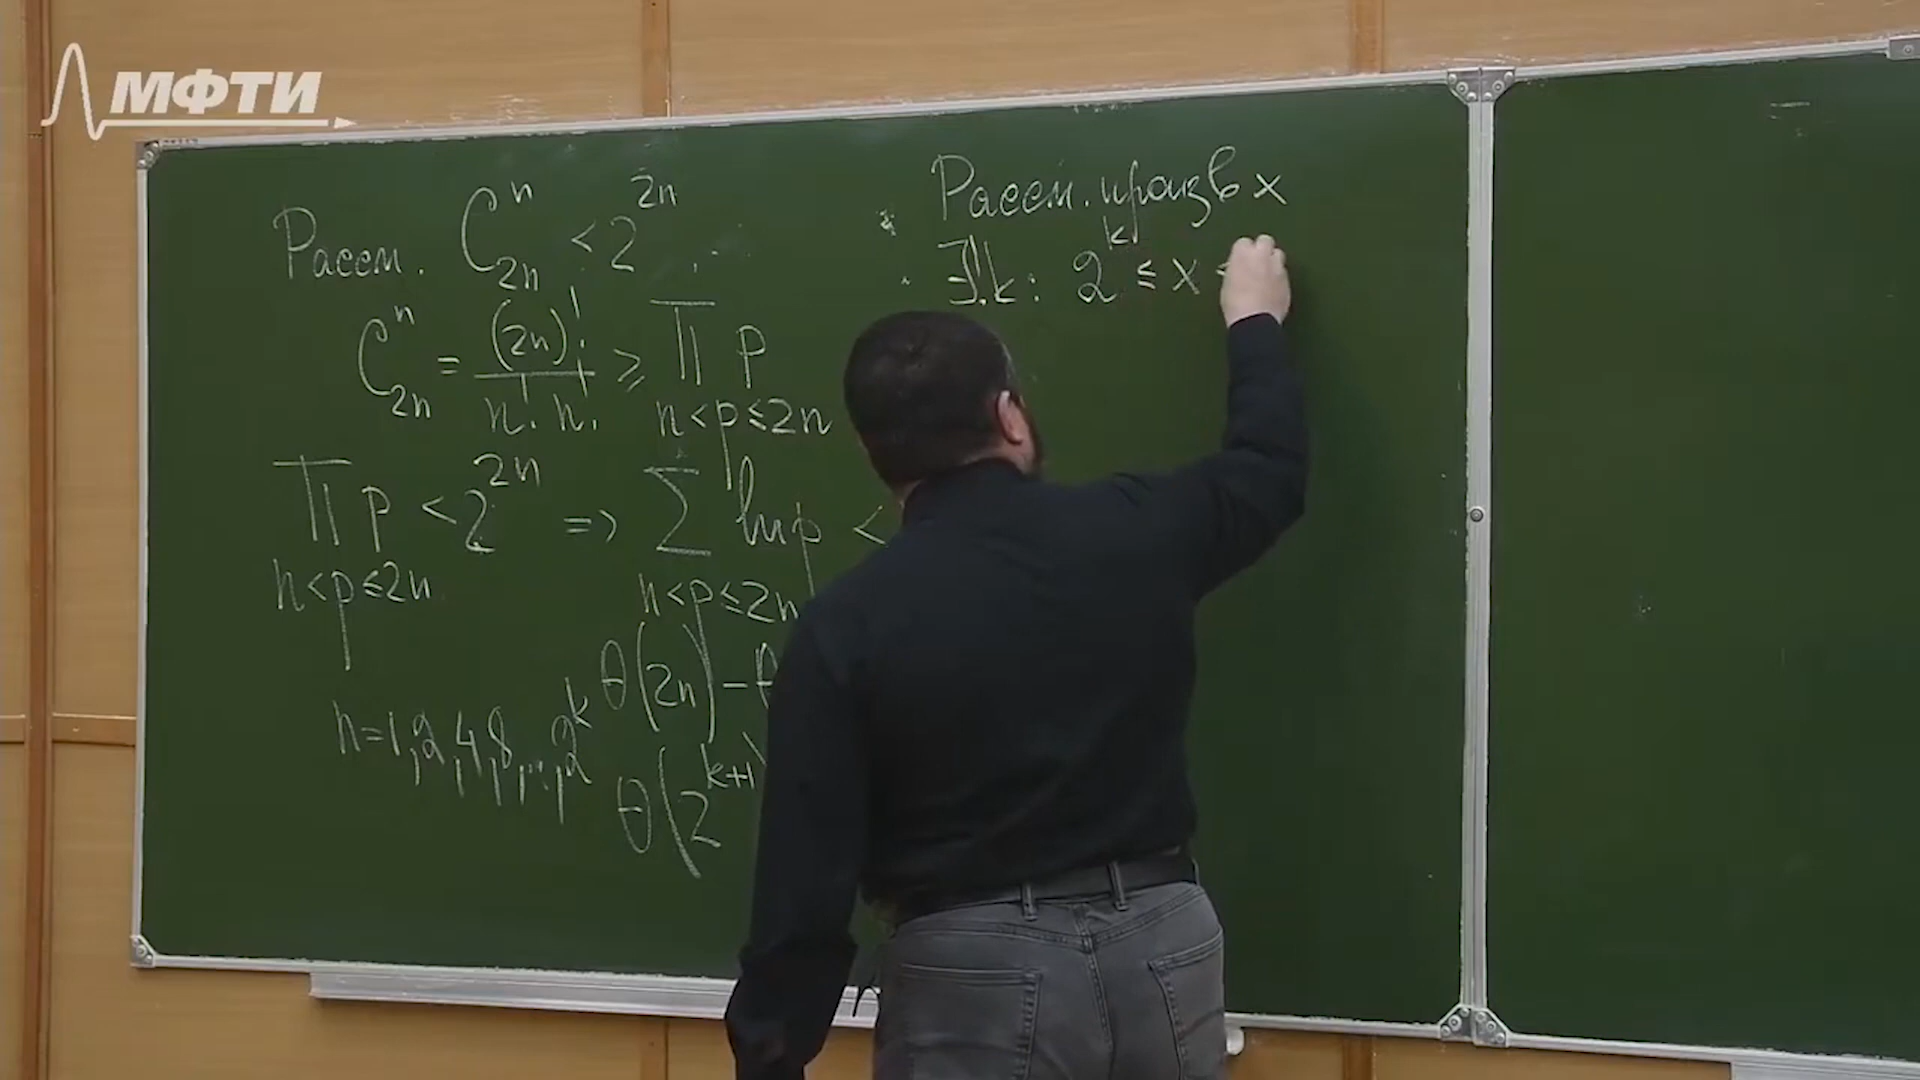 МФТИ
Рассм. C_{2n}^{n} < 2^{2n}.
C_{2n}^{n} = \frac{(2n)!}{n! n!} ≥ ∏_{n<p≤2n} p
∏_{n<p≤2n} p < 2^{2n} => ∑_{n<p≤2n} ln p <
θ(2n) - θ
n=1,2,4,8,...,2^k
θ(2^{k+1})
Рассм. произв x
∃!k: 2^k ≤ x <